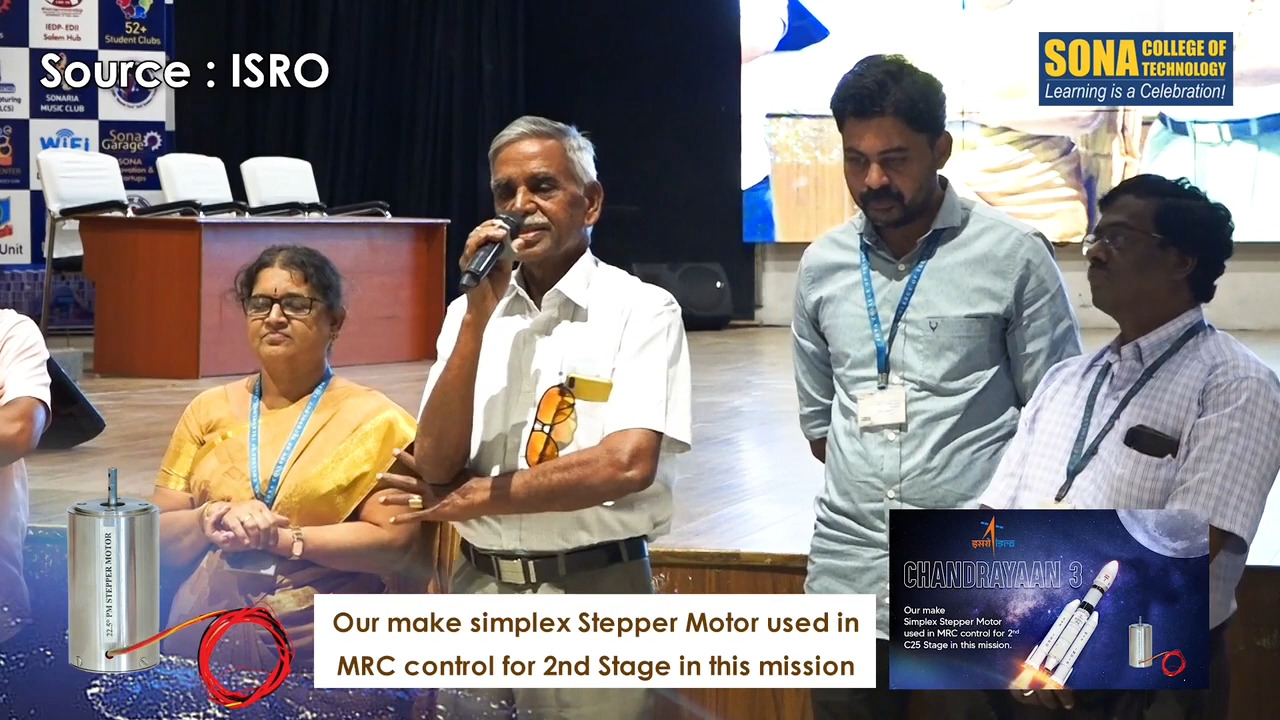 IEDP- EDII
Salem Hub
52+
Student Clubs
Source : ISRO
SONA COLLEGE OF
TECHNOLOGY
Learning is a Celebration!
SONARIA
MUSIC CLUB
WiFi
Sona
Garage
SONA
Unit
22.5° PM STEPPER MOTOR
Our make simplex Stepper Motor used in
MRC control for 2nd Stage in this mission
इसरो isro
CHANDRAYAAN 3
Our make
Simplex Stepper Motor
used in MRC control for 2nd
C25 Stage in this mission.